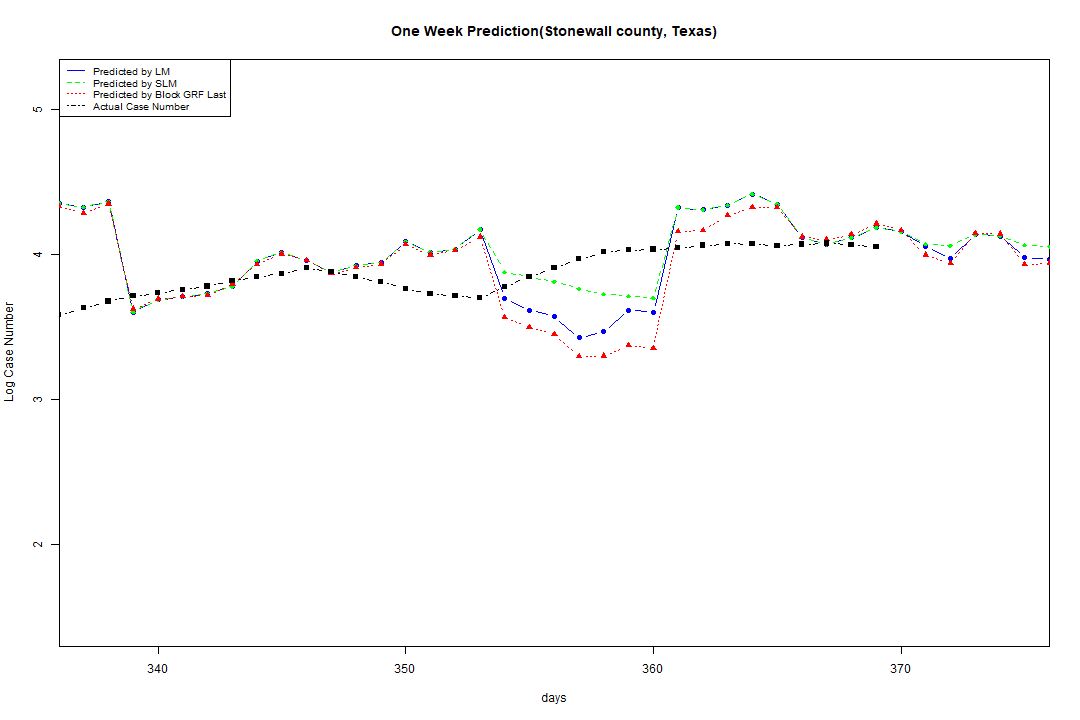 One Week Prediction(Stonewall county, Texas)
Predicted by LM
Predicted by SLM
Predicted by Block GRF Last
Actual Case Number
5
4
3
2
Log Case Number
340 350 360 370
days